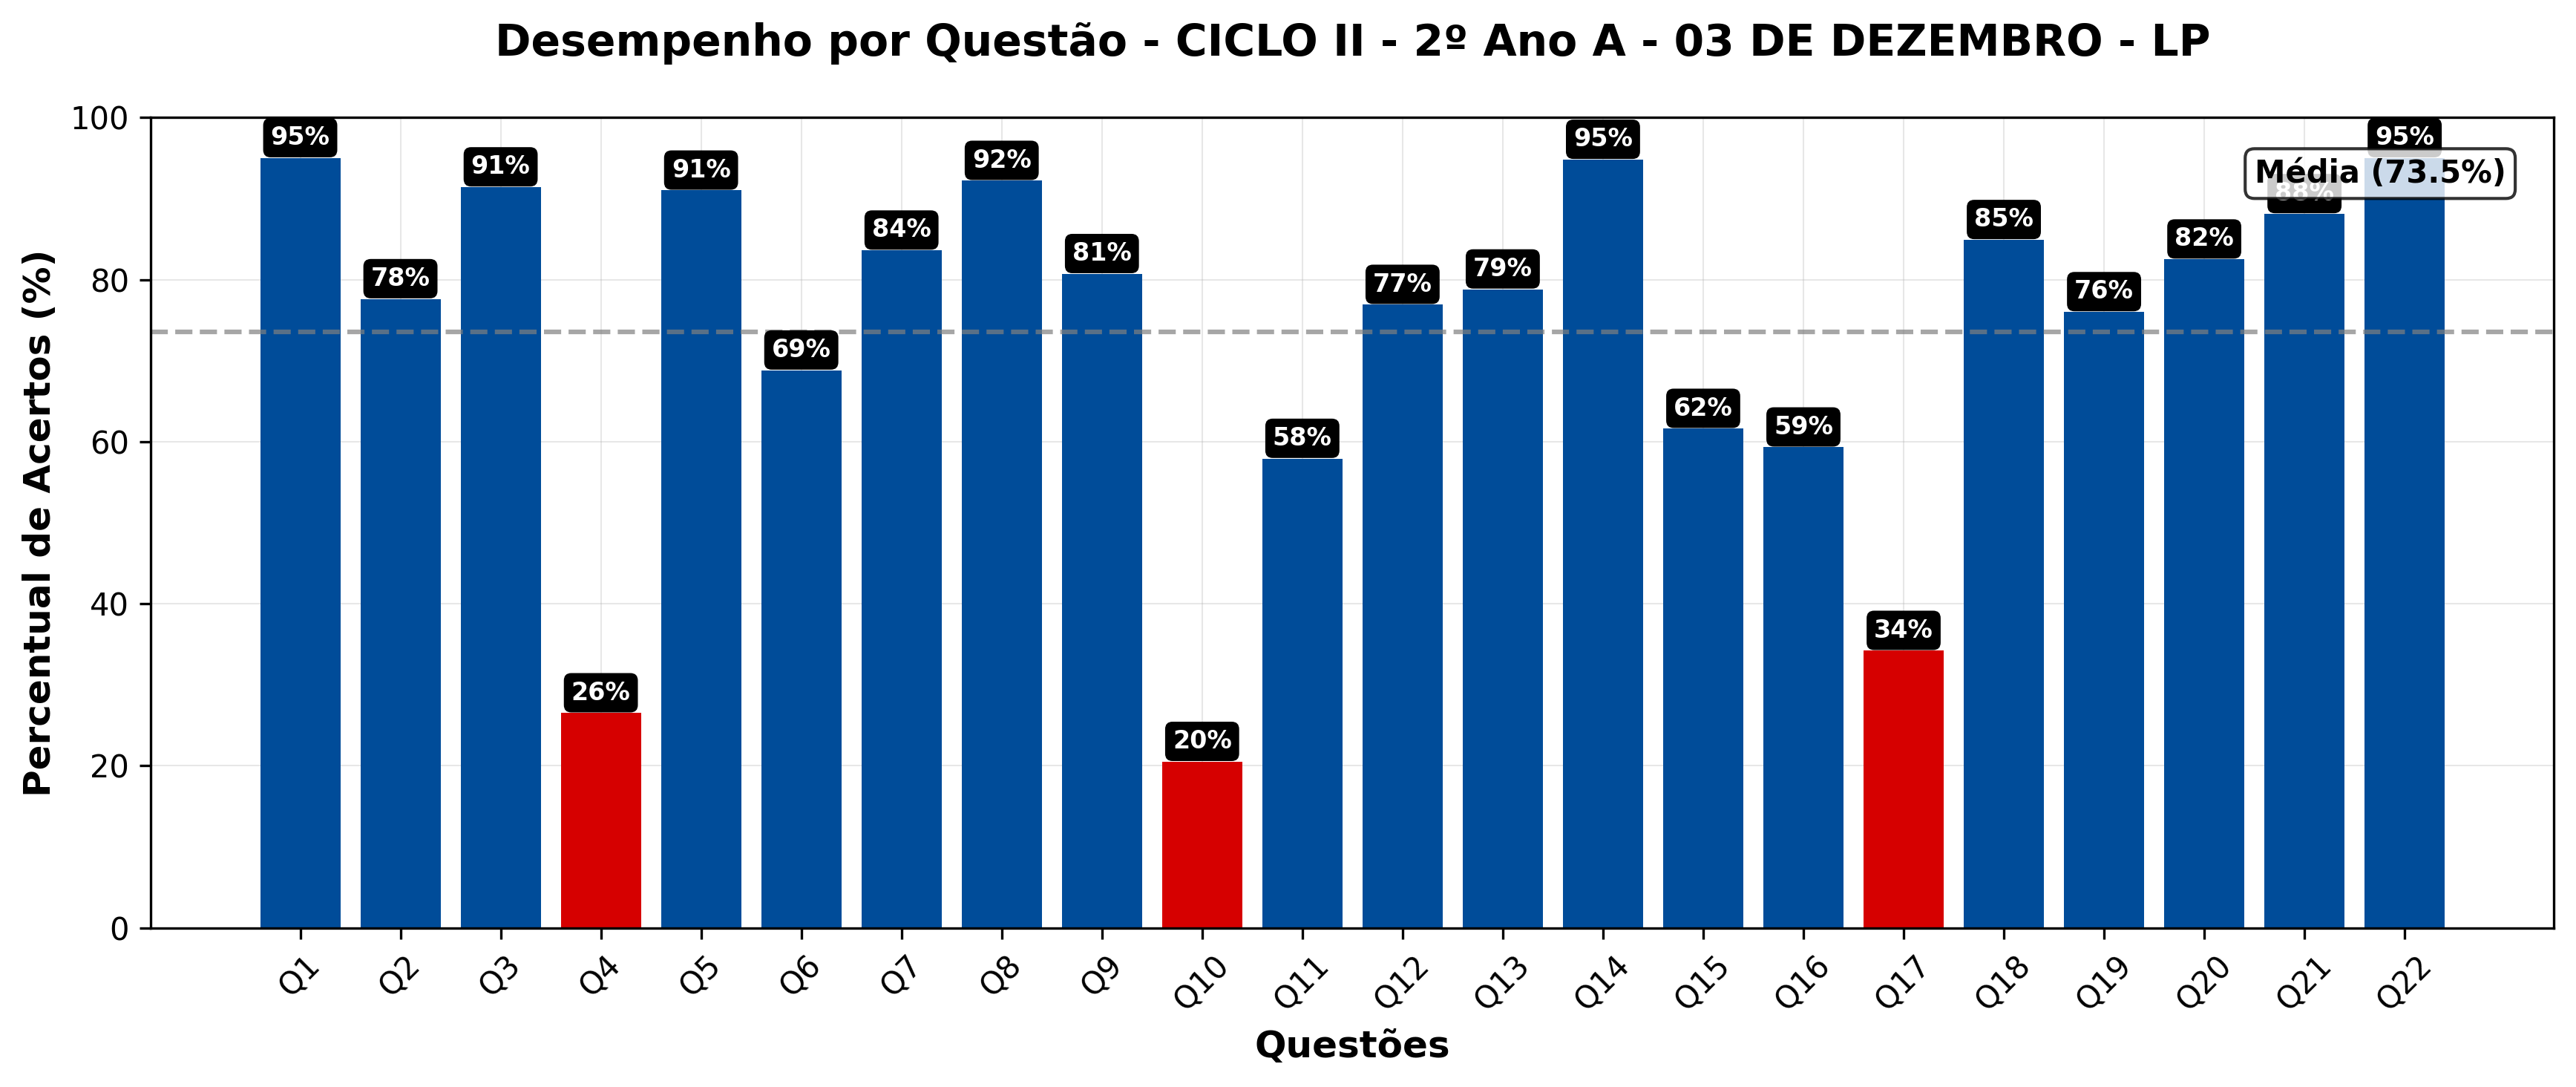 Desempenho por Questão - CICLO II - 2º Ano A - 03 DE DEZEMBRO - LP
Percentual de Acertos (%)
100
80
60
40
20
0
95%
78%
91%
26%
91%
69%
84%
92%
81%
20%
58%
77%
79%
95%
62%
59%
34%
85%
76%
82%
88%
95%
Média (73.5%)
Q1
Q2
Q3
Q4
Q5
Q6
Q7
Q8
Q9
Q10
Q11
Q12
Q13
Q14
Q15
Q16
Q17
Q18
Q19
Q20
Q21
Q22
Questões